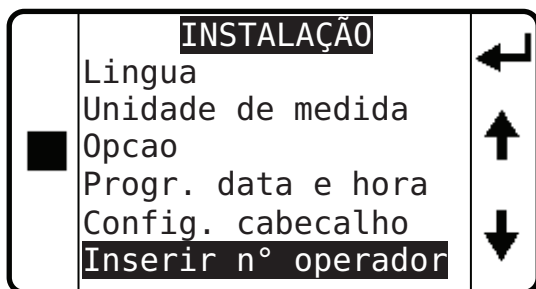 INSTALAÇÃO
Lingua
Unidade de medida
Opcao
Progr. data e hora
Config. cabecalho
Inserir n° operador